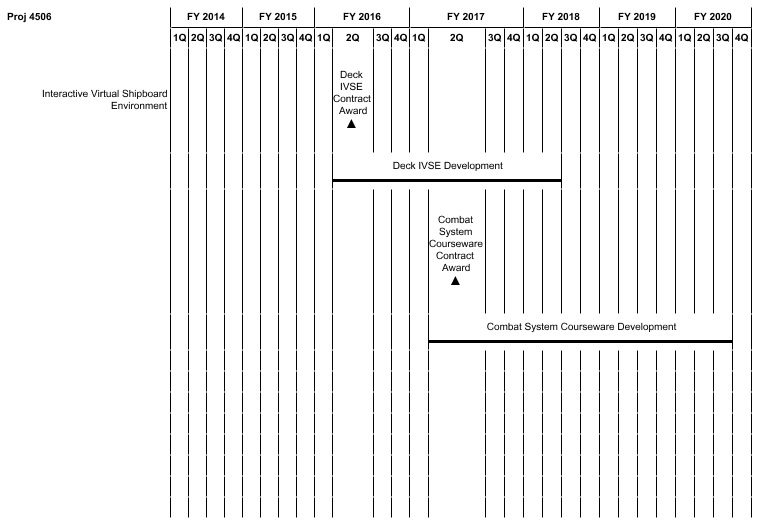 Proj 4506 FY 2014 FY 2015 FY 2016 FY 2017 FY 2018 FY 2019 FY 2020
1Q 2Q 3Q 4Q 1Q 2Q 3Q 4Q 1Q 2Q 3Q 4Q 1Q 2Q 3Q 4Q 1Q 2Q 3Q 4Q 1Q 2Q 3Q 4Q 1Q 2Q 3Q 4Q
Interactive Virtual Shipboard
Environment
Deck
IVSE
Contract
Award
Deck IVSE Development
Combat
System
Courseware
Contract
Award
Combat System Courseware Development